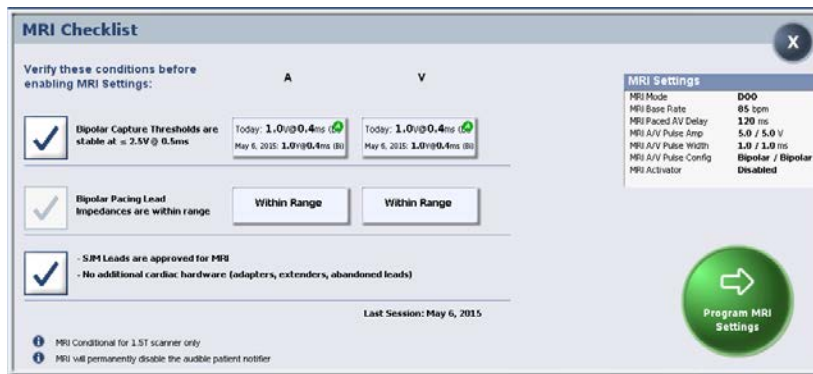 MRI Checklist
X
Verify these conditions before
enabling MRI Settings:
A
V
Bipolar Capture Thresholds are
stable at ≤ 2.5V @ 0.5ms
Today: 1.0V@0.4ms
May 6, 2015: 1.0V@0.4ms (Bi)
Today: 1.0V@0.4ms
May 6, 2015: 1.0V@0.4ms (Bi)
Bipolar Pacing Lead
Impedances are within range
Within Range
Within Range
- SJM Leads are approved for MRI
- No additional cardiac hardware (adapters, extenders, abandoned leads)
Last Session: May 6, 2015
MRI Conditional for 1.5T scanner only
MRI will permanently disable the audible patient notifier
MRI Settings
MRI Mode DOO
MRI Base Rate 85 bpm
MRI Paced AV Delay 120 ms
MRI A/V Pulse Amp 5.0 / 5.0 V
MRI A/V Pulse Width 1.0 / 1.0 ms
MRI A/V Pulse Config Bipolar / Bipolar
MRI Activator Disabled
Program MRI
Settings